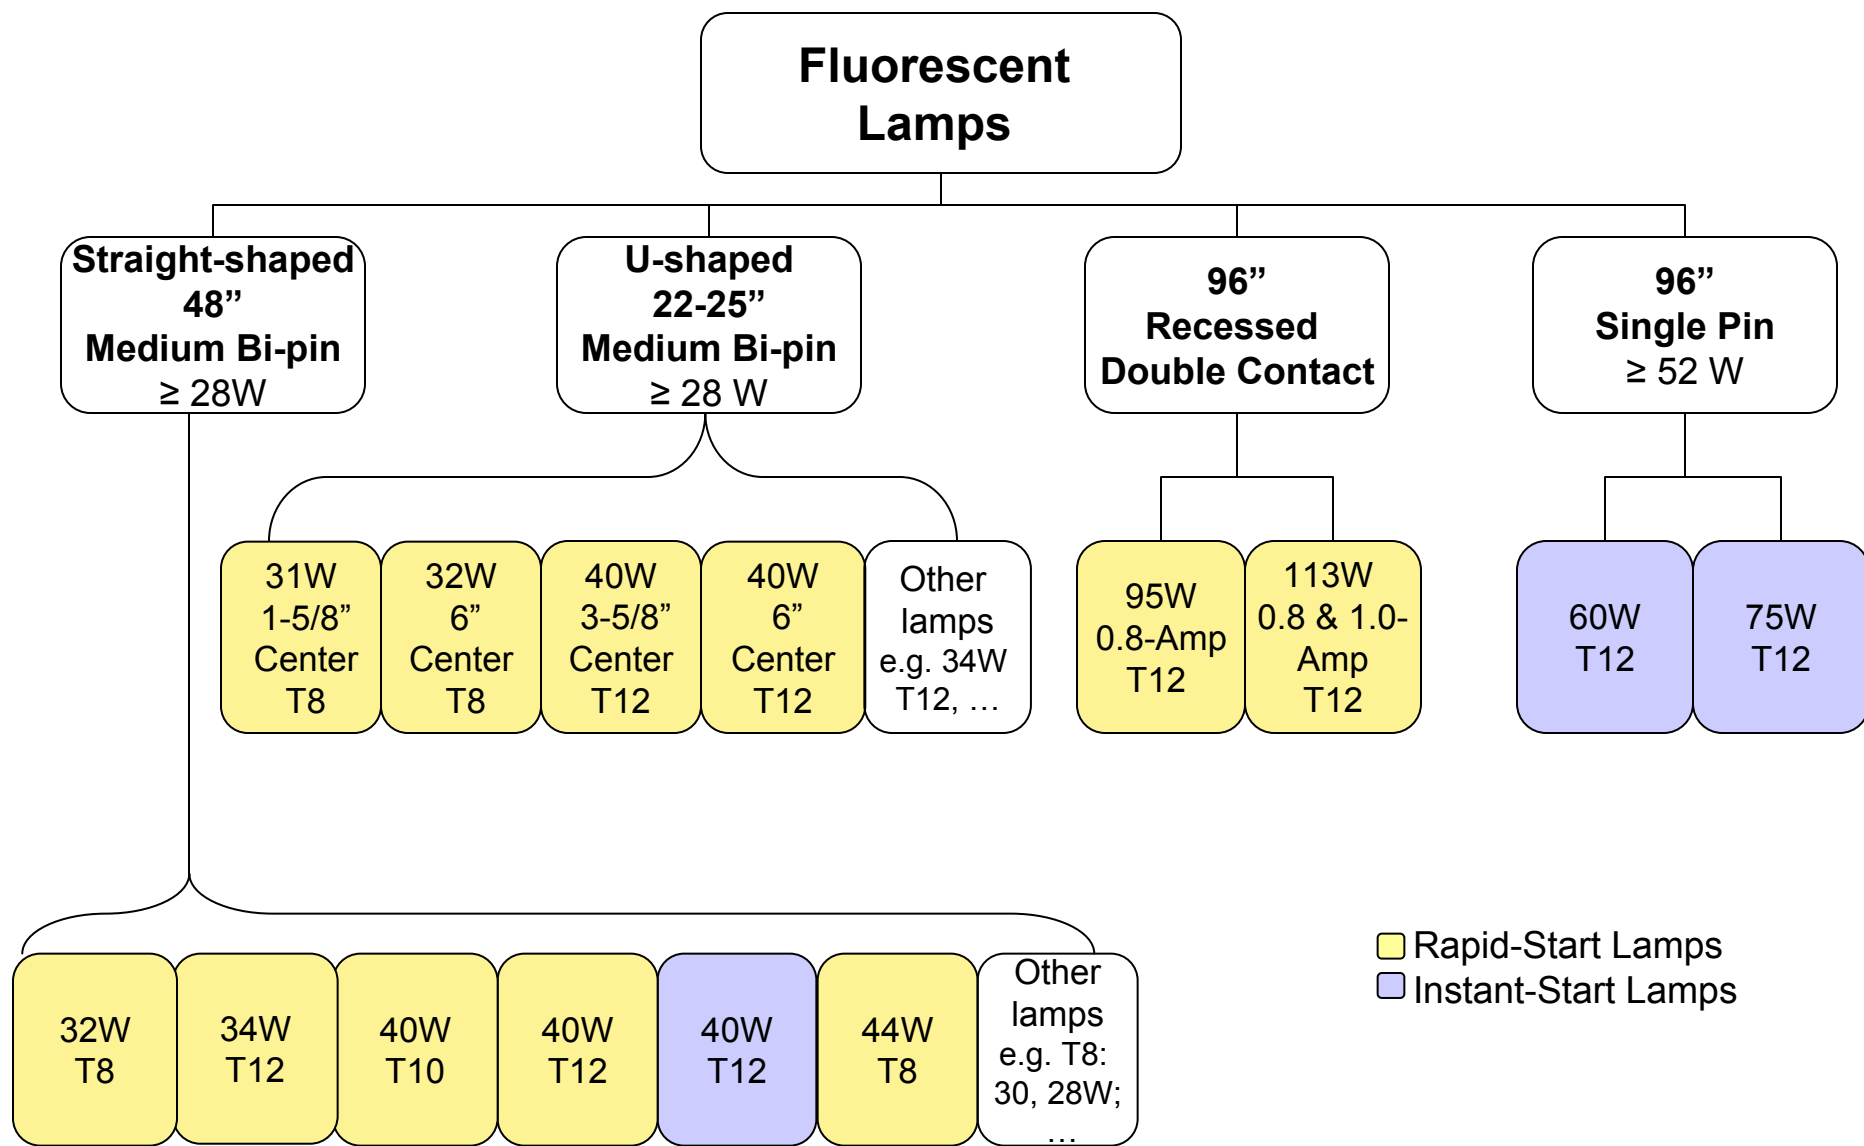 Fluorescent
Lamps
Straight-shaped
48”
Medium Bi-pin
≥ 28W
U-shaped
22-25”
Medium Bi-pin
≥ 28 W
96”
Recessed
Double Contact
96”
Single Pin
≥ 52 W
31W
1-5/8”
Center
T8
32W
6”
Center
T8
40W
3-5/8”
Center
T12
40W
6”
Center
T12
Other
lamps
e.g. 34W
T12, …
95W
0.8-Amp
T12
113W
0.8 & 1.0-
Amp
T12
60W
T12
75W
T12
32W
T8
34W
T12
40W
T10
40W
T12
40W
T12
44W
T8
Other
lamps
e.g. T8:
30, 28W;
…
Rapid-Start Lamps
Instant-Start Lamps